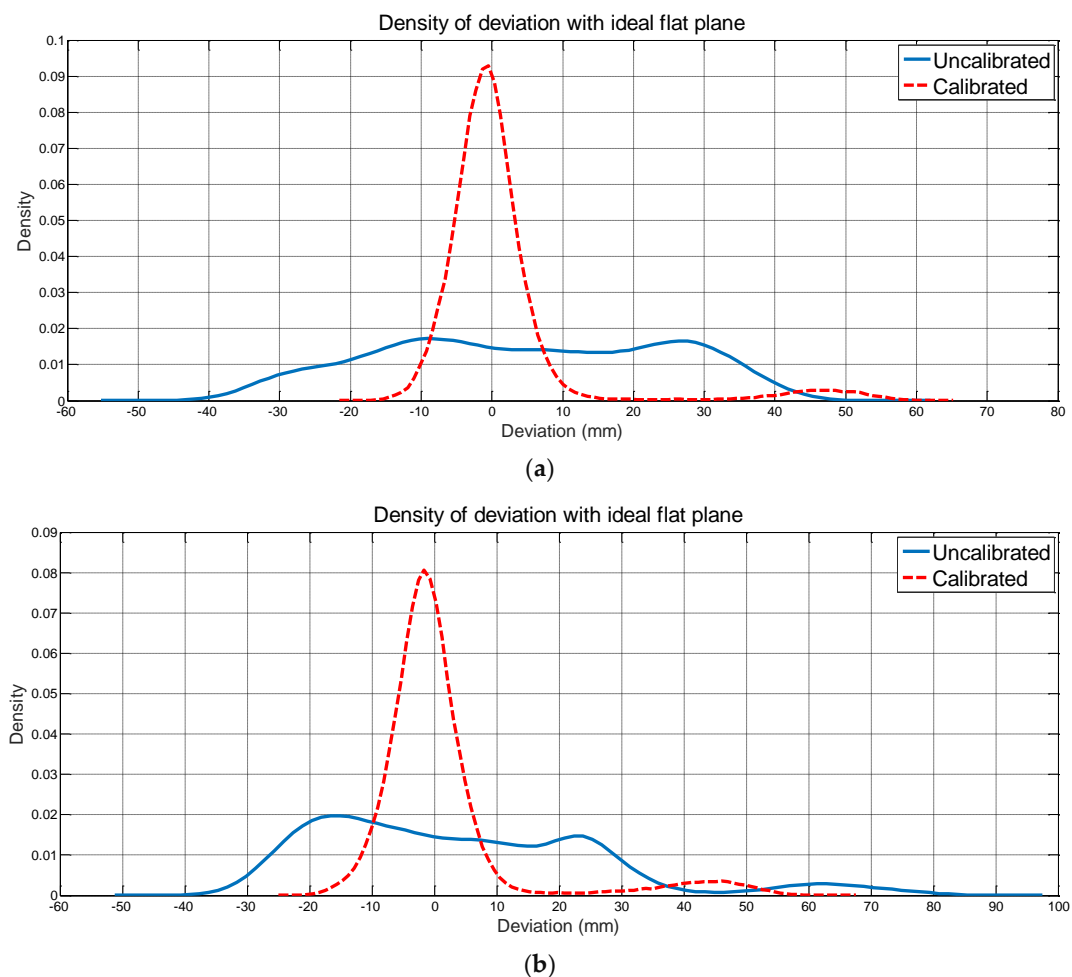 Density of deviation with ideal flat plane
0.1
0.09
0.08
0.07
0.06
0.05
0.04
0.03
0.02
0.01
0
Density
Uncalibrated
Calibrated
-60 -50 -40 -30 -20 -10 0 10 20 30 40 50 60 70 80
Deviation (mm)
(a)
Density of deviation with ideal flat plane
0.09
0.08
0.07
0.06
0.05
0.04
0.03
0.02
0.01
0
Density
Uncalibrated
Calibrated
-60 -50 -40 -30 -20 -10 0 10 20 30 40 50 60 70 80 90 100
Deviation (mm)
(b)